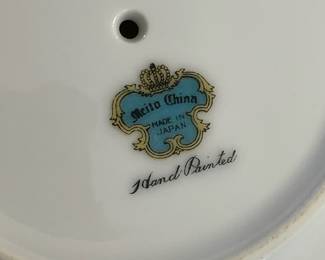 Meito China
MADE IN
JAPAN
Hand Painted